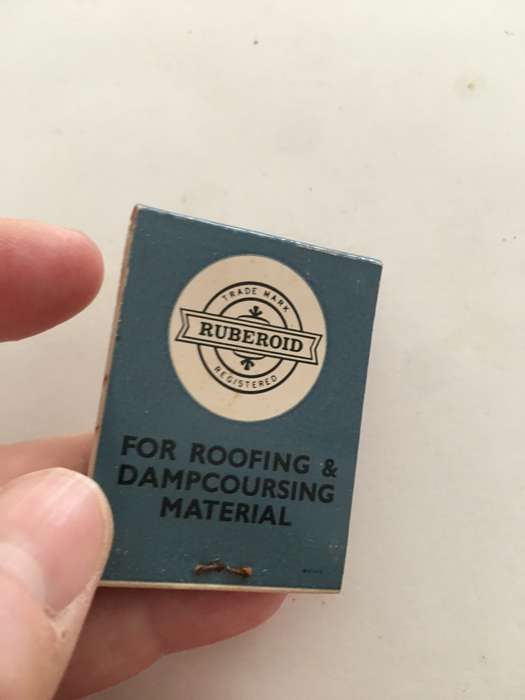 TRADE MARK
RUBEROID
REGISTERED
FOR ROOFING &
DAMPCOURSING
MATERIAL